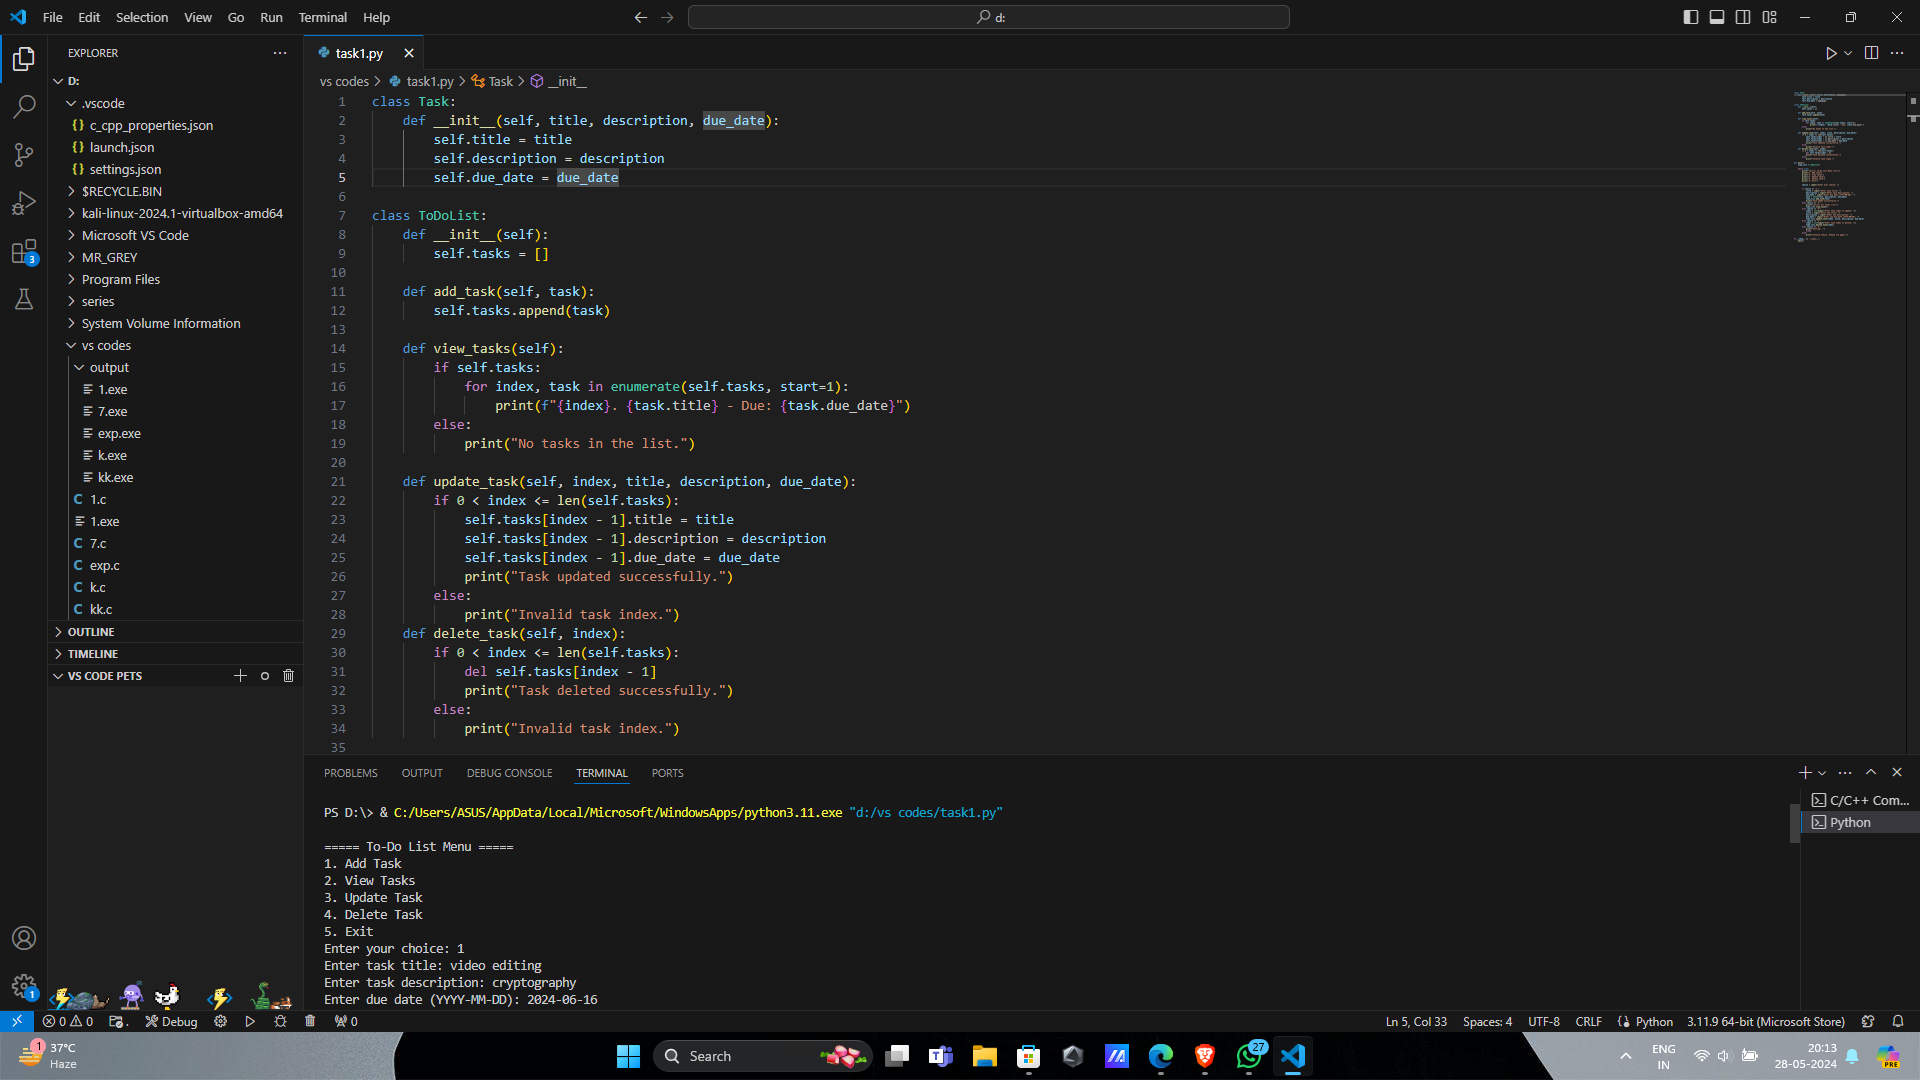 File Edit Selection View Go Run Terminal Help
d:
EXPLORER
D:
.vscode
{} c_cpp_properties.json
{} launch.json
{} settings.json
$RECYCLE.BIN
kali-linux-2024.1-virtualbox-amd64
Microsoft VS Code
MR_GREY
Program Files
series
System Volume Information
vs codes
output
1.exe
7.exe
exp.exe
k.exe
kk.exe
C 1.c
1.exe
C 7.c
C exp.c
C k.c
C kk.c
OUTLINE
TIMELINE
VS CODE PETS
task1.py
vs codes > task1.py > Task > __init__
1 class Task:
2 def __init__(self, title, description, due_date):
3 self.title = title
4 self.description = description
5 self.due_date = due_date
6
7 class ToDoList:
8 def __init__(self):
9 self.tasks = []
10
11 def add_task(self, task):
12 self.tasks.append(task)
13
14 def view_tasks(self):
15 if self.tasks:
16 for index, task in enumerate(self.tasks, start=1):
17 print(f"{index}. {task.title} - Due: {task.due_date}")
18 else:
19 print("No tasks in the list.")
20
21 def update_task(self, index, title, description, due_date):
22 if 0 < index <= len(self.tasks):
23 self.tasks[index - 1].title = title
24 self.tasks[index - 1].description = description
25 self.tasks[index - 1].due_date = due_date
26 print("Task updated successfully.")
27 else:
28 print("Invalid task index.")
29 def delete_task(self, index):
30 if 0 < index <= len(self.tasks):
31 del self.tasks[index - 1]
32 print("Task deleted successfully.")
33 else:
34 print("Invalid task index.")
35
PROBLEMS OUTPUT DEBUG CONSOLE TERMINAL PORTS
C/C++ Com...
Python
PS D:\> & C:/Users/ASUS/AppData/Local/Microsoft/WindowsApps/python3.11.exe "d:/vs codes/task1.py"
===== To-Do List Menu =====
1. Add Task
2. View Tasks
3. Update Task
4. Delete Task
5. Exit
Enter your choice: 1
Enter task title: video editing
Enter task description: cryptography
Enter due date (YYYY-MM-DD): 2024-06-16
3
1
0 0 . Debug 0
Ln 5, Col 33 Spaces: 4 UTF-8 CRLF {} Python 3.11.9 64-bit (Microsoft Store)
1 37°C
Haze
Search
27
ENG
IN
20:13
28-05-2024
PRE